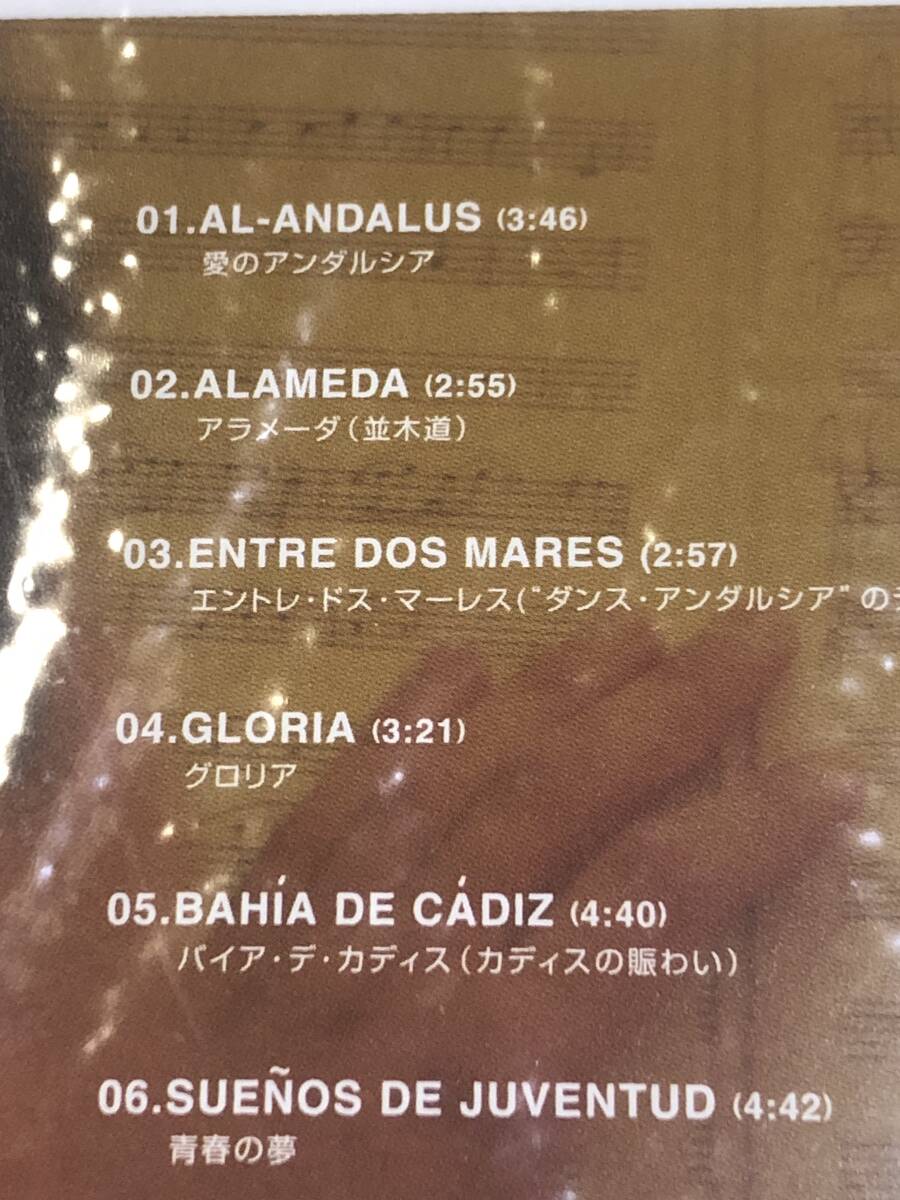 01.AL-ANDALUS (3:46)
愛のアンダルシア
02.ALAMEDA (2:55)
アラメーダ（並木道）
03.ENTRE DOS MARES (2:57)
エントレ・ドス・マーレス（“ダンス・アンダルシア” の
04.GLORIA (3:21)
グロリア
05.BAHÍA DE CÁDIZ (4:40)
バイア・デ・カディス（カディスの賑わい）
06.SUEÑOS DE JUVENTUD (4:42)
青春の夢